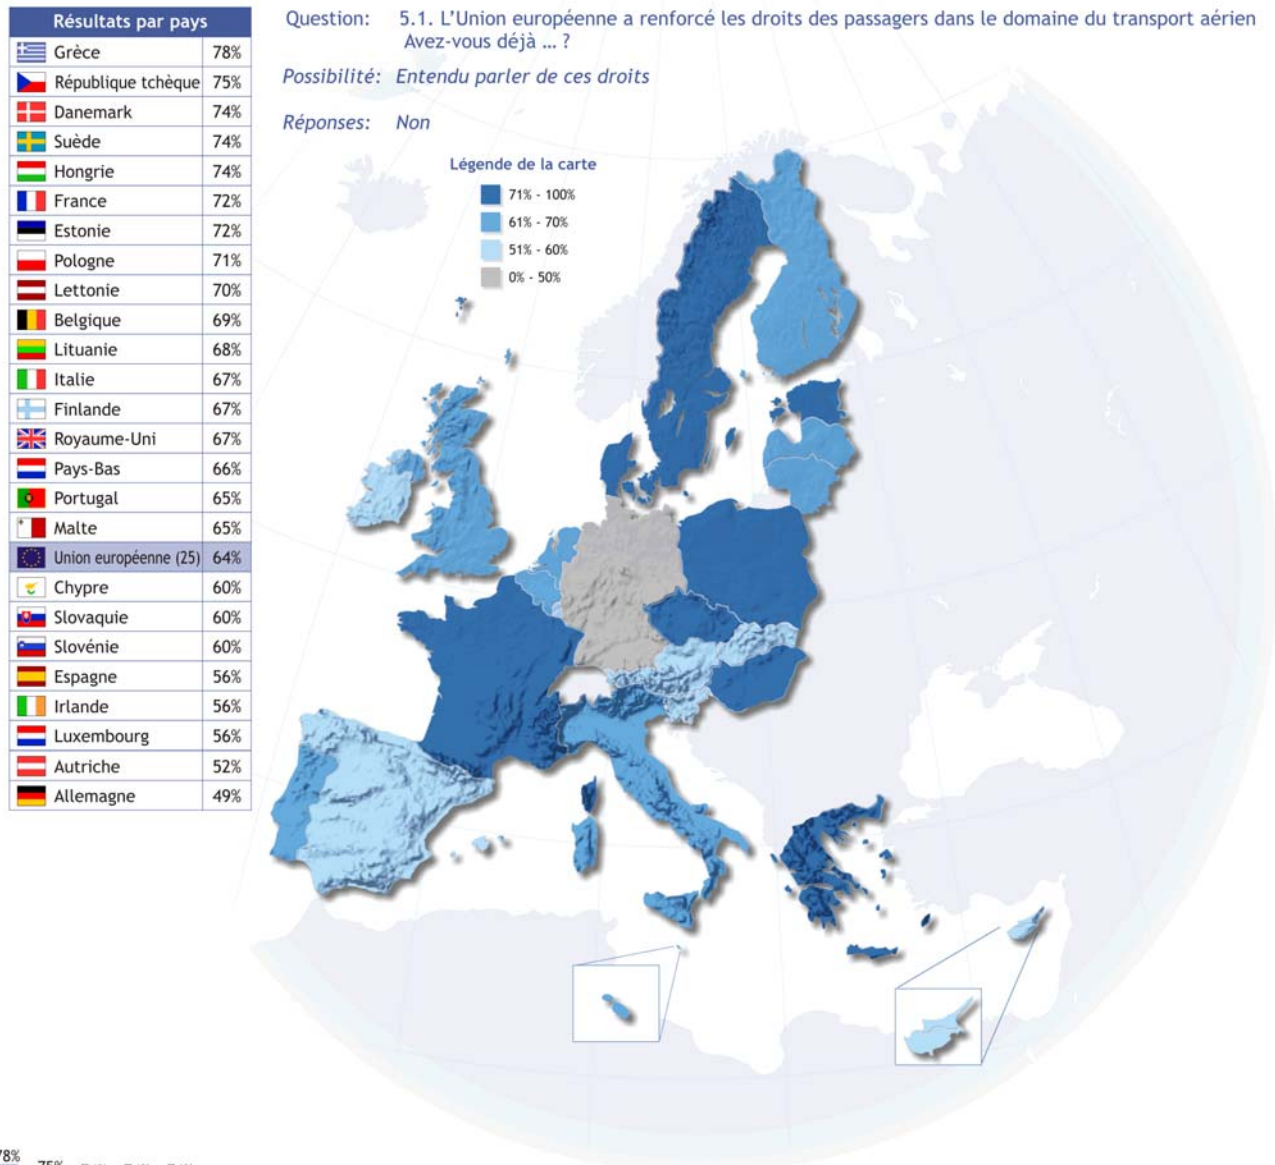 Résultats par pays
Grèce 78%
République tchèque 75%
Danemark 74%
Suède 74%
Hongrie 74%
France 72%
Estonie 72%
Pologne 71%
Lettonie 70%
Belgique 69%
Lituanie 68%
Italie 67%
Finlande 67%
Royaume-Uni 67%
Pays-Bas 66%
Portugal 65%
Malte 65%
Union européenne (25) 64%
Chypre 60%
Slovaquie 60%
Slovénie 60%
Espagne 56%
Irlande 56%
Luxembourg 56%
Autriche 52%
Allemagne 49%
Question: 5.1. L'Union européenne a renforcé les droits des passagers dans le domaine du transport aérien
Avez-vous déjà ... ?
Possibilité: Entendu parler de ces droits
Réponses: Non
Légende de la carte
71% - 100%
61% - 70%
51% - 60%
0% - 50%
78%
75%